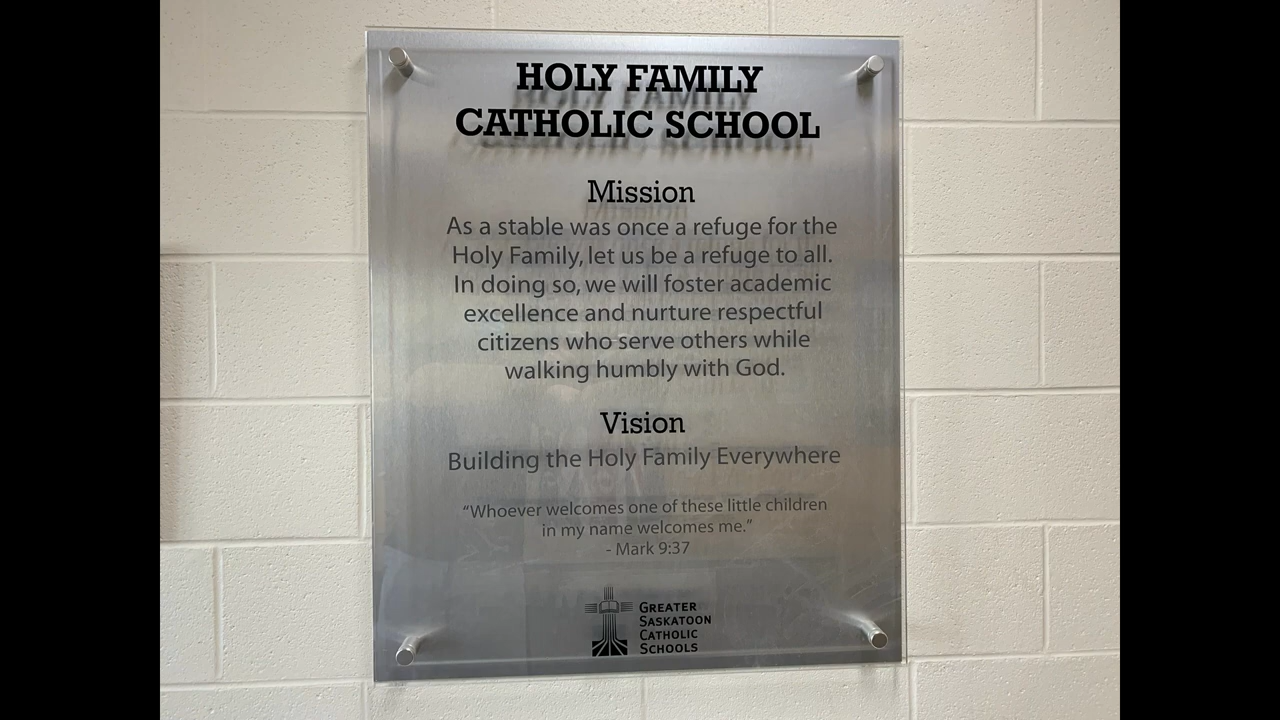 HOLY FAMILY
CATHOLIC SCHOOL
Mission
As a stable was once a refuge for the
Holy Family, let us be a refuge to all.
In doing so, we will foster academic
excellence and nurture respectful
citizens who serve others while
walking humbly with God.
Vision
Building the Holy Family Everywhere
“Whoever welcomes one of these little children
in my name welcomes me.”
- Mark 9:37
GREATER
SASKATOON
CATHOLIC
SCHOOLS